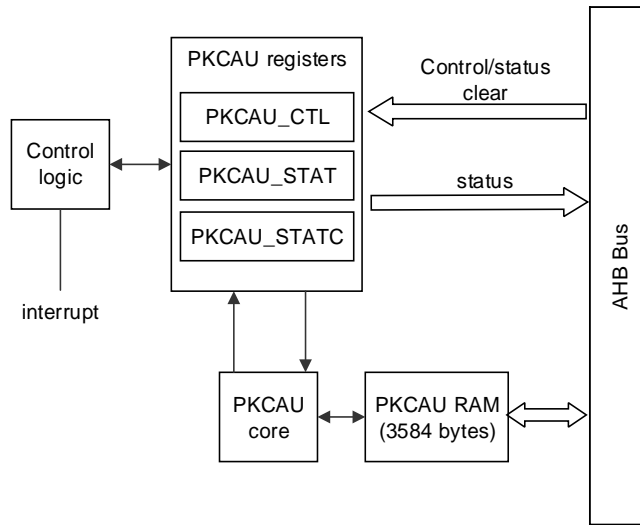 PKCAU registers
PKCAU_CTL
PKCAU_STAT
PKCAU_STATC
Control
logic
interrupt
Control/status
clear
status
AHB Bus
PKCAU
core
PKCAU RAM
(3584 bytes)